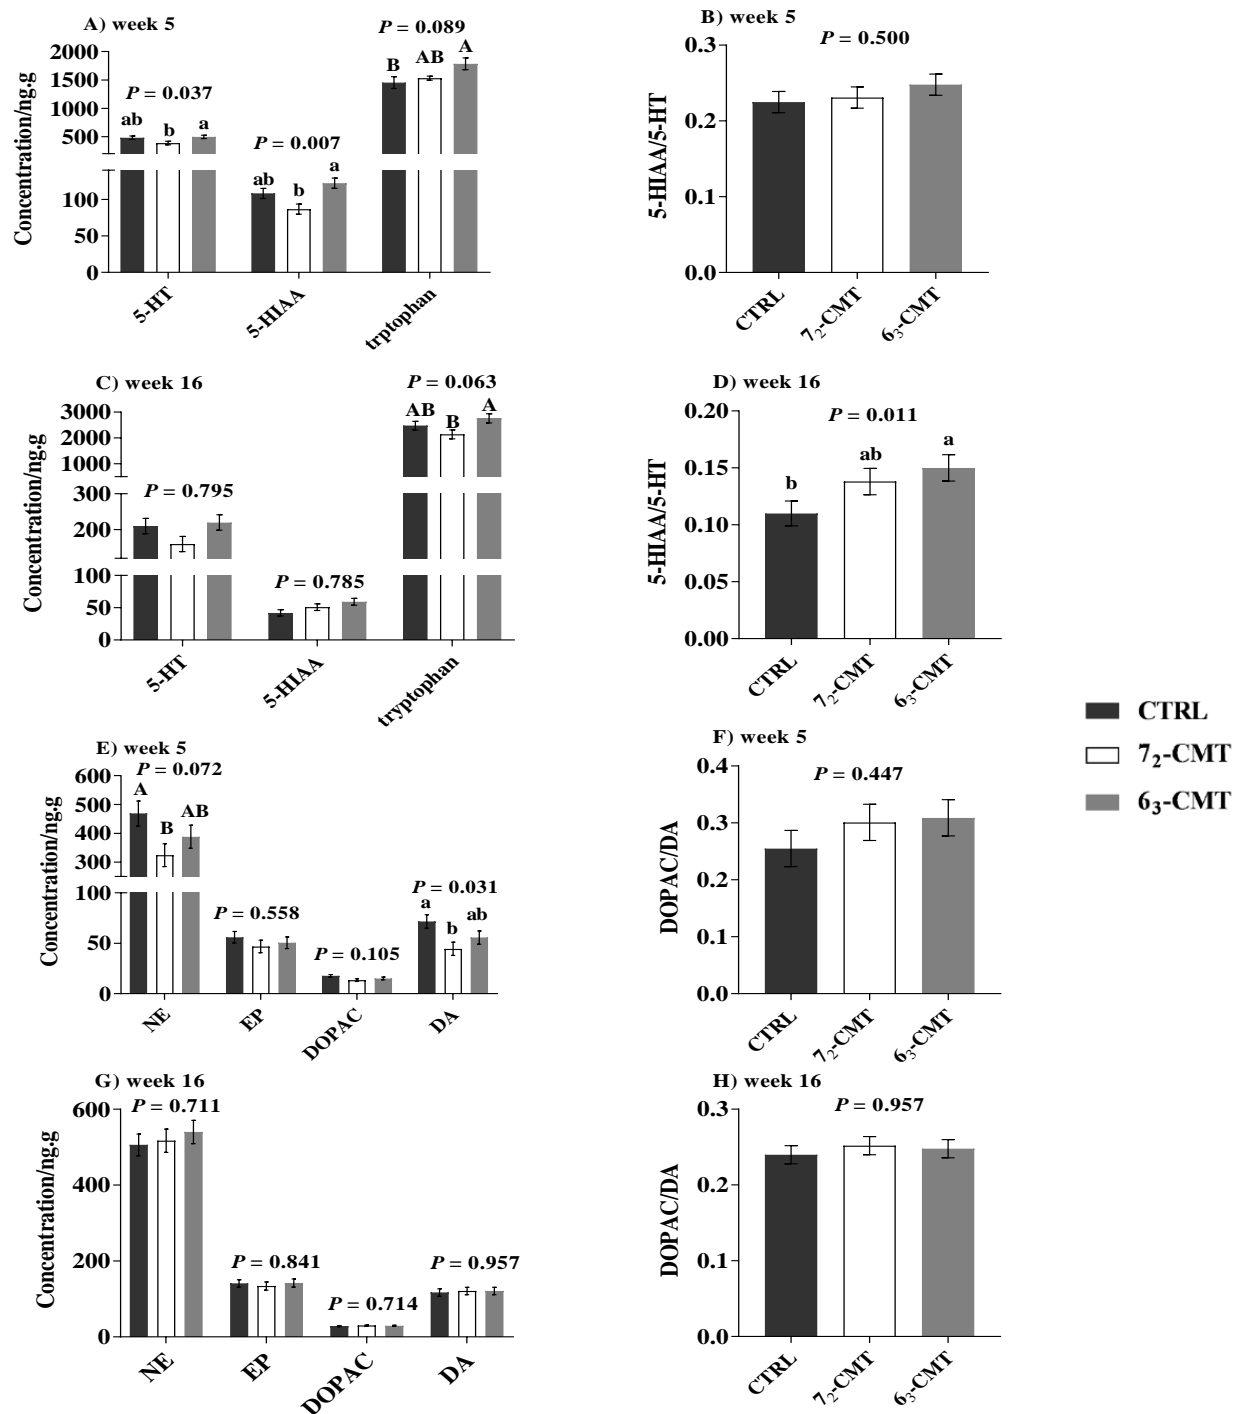 A) week 5
P = 0.089
P = 0.037
P = 0.007
B
AB
A
ab
b
a
ab
b
a
Concentration/ng.g
2000
1500
1000
500
100
50
0
5-HT
5-HIAA
trptophan
B) week 5
P = 0.500
5-HIAA/5-HT
0.3
0.2
0.1
0.0
CTRL
7₂-CMT
6₃-CMT
C) week 16
P = 0.063
AB
B
A
P = 0.795
P = 0.785
Concentration/ng.g
3000
2000
1000
300
200
100
50
0
5-HT
5-HIAA
tryptophan
D) week 16
P = 0.011
b
ab
a
5-HIAA/5-HT
0.20
0.15
0.10
0.05
0.00
CTRL
7₂-CMT
6₃-CMT
CTRL
7₂-CMT
6₃-CMT
E) week 5
P = 0.072
A
B
AB
P = 0.558
P = 0.105
P = 0.031
a
b
ab
Concentration/ng.g
600
500
400
300
100
50
0
NE
EP
DOPAC
DA
F) week 5
P = 0.447
DOPAC/DA
0.4
0.3
0.2
0.1
0.0
CTRL
7₂-CMT
6₃-CMT
G) week 16
P = 0.711
P = 0.841
P = 0.714
P = 0.957
Concentration/ng.g
600
400
200
0
NE
EP
DOPAC
DA
H) week 16
P = 0.957
DOPAC/DA
0.3
0.2
0.1
0.0
CTRL
7₂-CMT
6₃-CMT